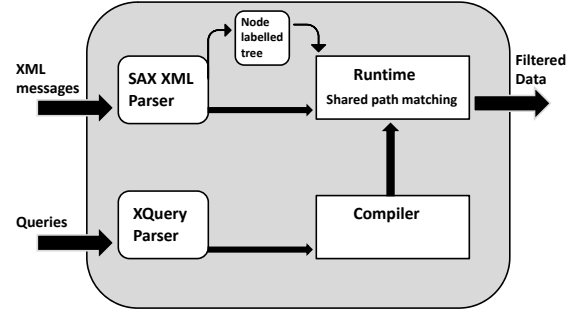 XML
messages
SAX XML
Parser
Node
labelled
tree
Runtime
Shared path matching
Filtered
Data
Queries
XQuery
Parser
Compiler